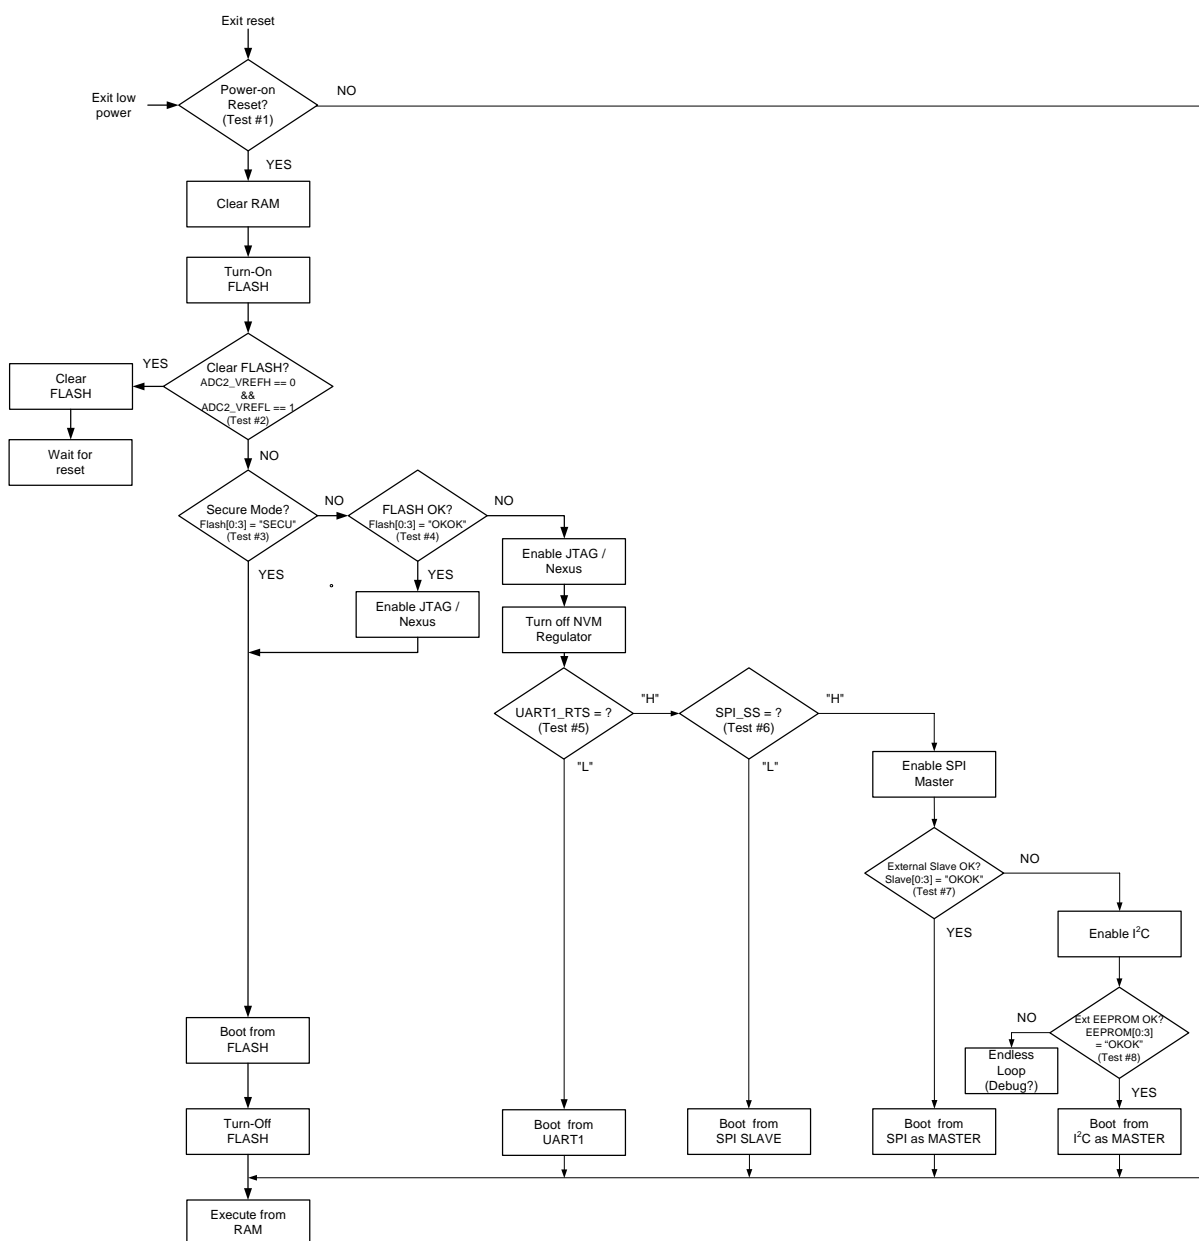 Exit reset
Power-on
Reset?
(Test #1)
NO
Exit low
power
YES
Clear RAM
Turn-On
FLASH
Clear FLASH?
ADC2_VREFH == 0
&&
ADC2_VREFL == 1
(Test #2)
YES
Clear
FLASH
Wait for
reset
NO
Secure Mode?
Flash[0:3] = "SECU"
(Test #3)
NO
FLASH OK?
Flash[0:3] = "OKOK"
(Test #4)
NO
YES
YES
Enable JTAG /
Nexus
Enable JTAG /
Nexus
Turn off NVM
Regulator
UART1_RTS = ?
(Test #5)
"H"
SPI_SS = ?
(Test #6)
"H"
"L"
"L"
Enable SPI
Master
External Slave OK?
Slave[0:3] = "OKOK"
(Test #7)
NO
YES
Enable I²C
Ext EEPROM OK?
EEPROM[0:3]
= "OKOK"
(Test #8)
NO
Endless
Loop
(Debug?)
YES
Boot from
FLASH
Turn-Off
FLASH
Boot from
UART1
Boot from
SPI SLAVE
Boot from
SPI as MASTER
Boot from
I²C as MASTER
Execute from
RAM